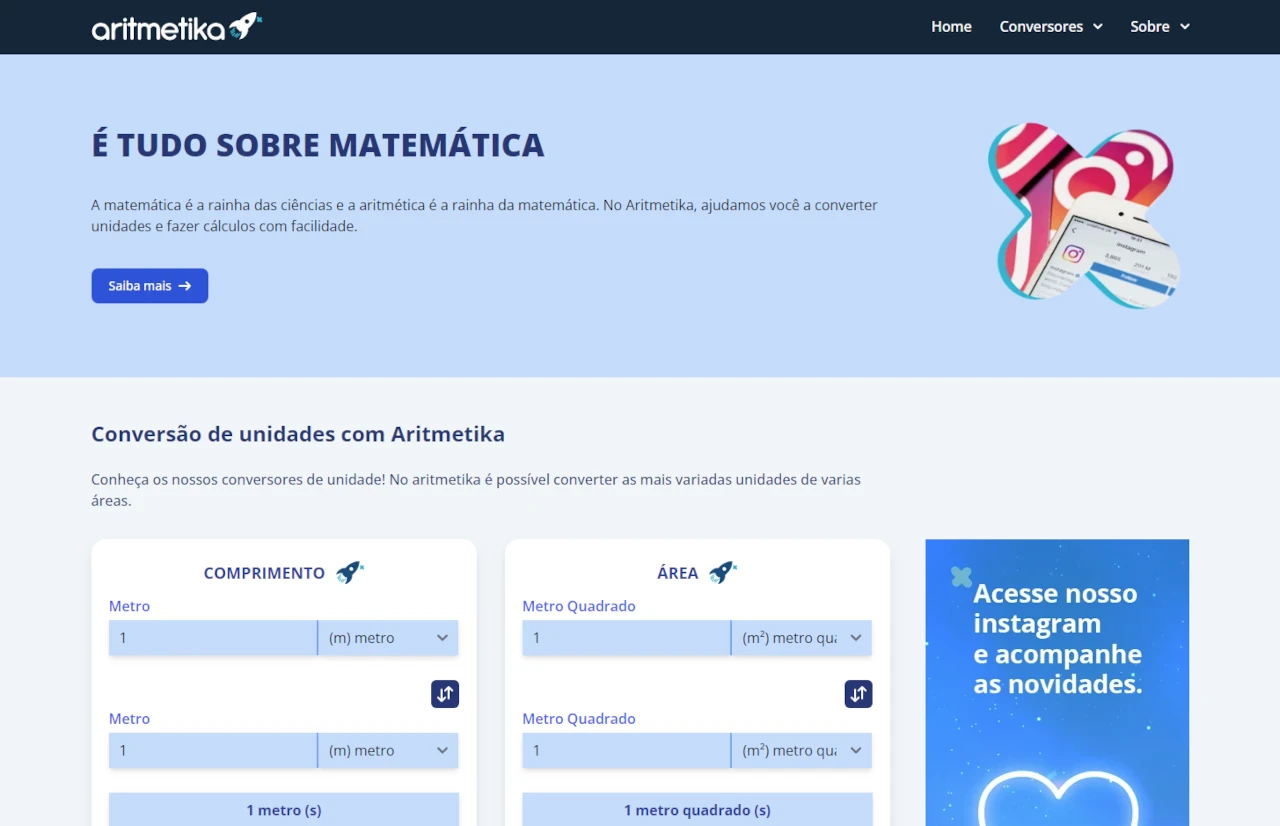 aritmetika
Home
Conversores
Sobre
É TUDO SOBRE MATEMÁTICA
A matemática é a rainha das ciências e a aritmética é a rainha da matemática. No Aritmetika, ajudamos você a converter
unidades e fazer cálculos com facilidade.
Saiba mais
instagram
Conversão de unidades com Aritmetika
Conheça os nossos conversores de unidade! No aritmetika é possível converter as mais variadas unidades de varias
áreas.
COMPRIMENTO
Metro
1
(m) metro
Metro
1
(m) metro
1 metro (s)
ÁREA
Metro Quadrado
1
(m²) metro qua
Metro Quadrado
1
(m²) metro qua
1 metro quadrado (s)
Acesse nosso
instagram
e acompanhe
as novidades.